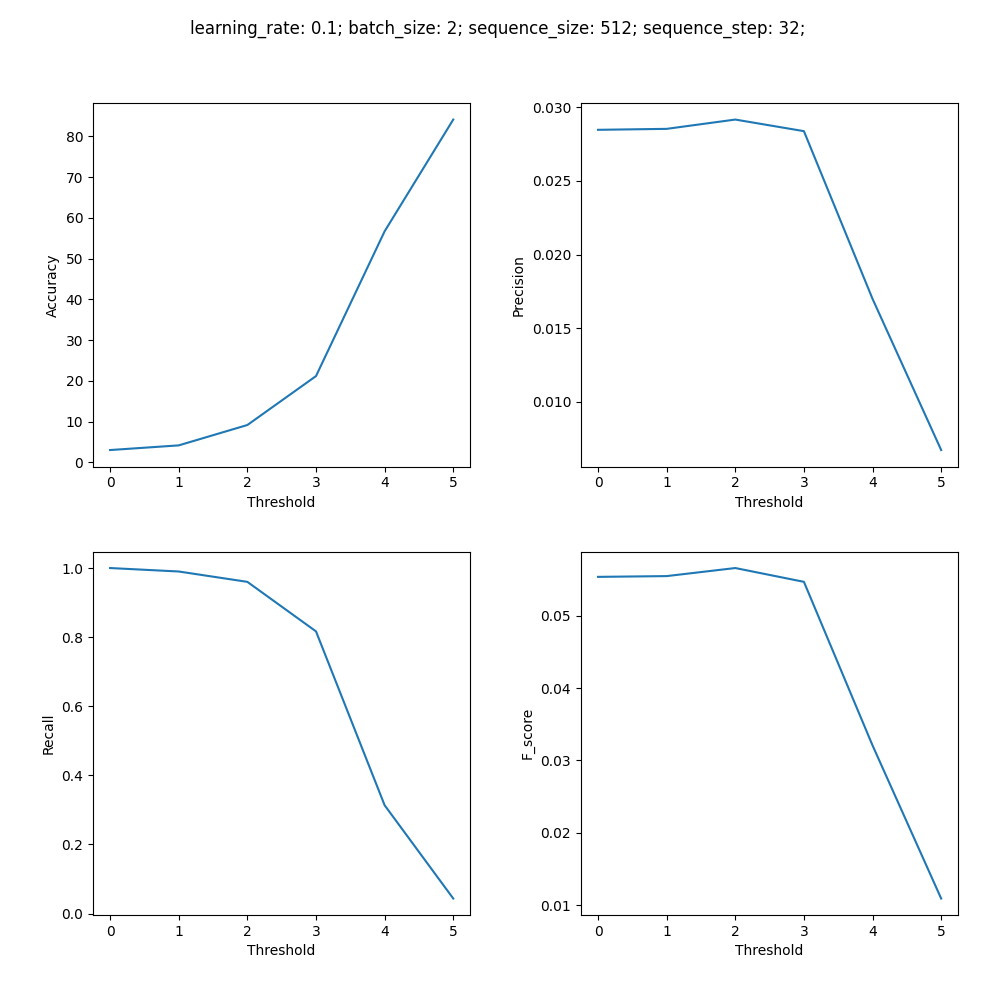 learning_rate: 0.1; batch_size: 2; sequence_size: 512; sequence_step: 32;
Accuracy
80
70
60
50
40
30
20
10
0
0 1 2 3 4 5
Threshold
Precision
0.030
0.025
0.020
0.015
0.010
0 1 2 3 4 5
Threshold
Recall
1.0
0.8
0.6
0.4
0.2
0.0
0 1 2 3 4 5
Threshold
F_score
0.05
0.04
0.03
0.02
0.01
0 1 2 3 4 5
Threshold